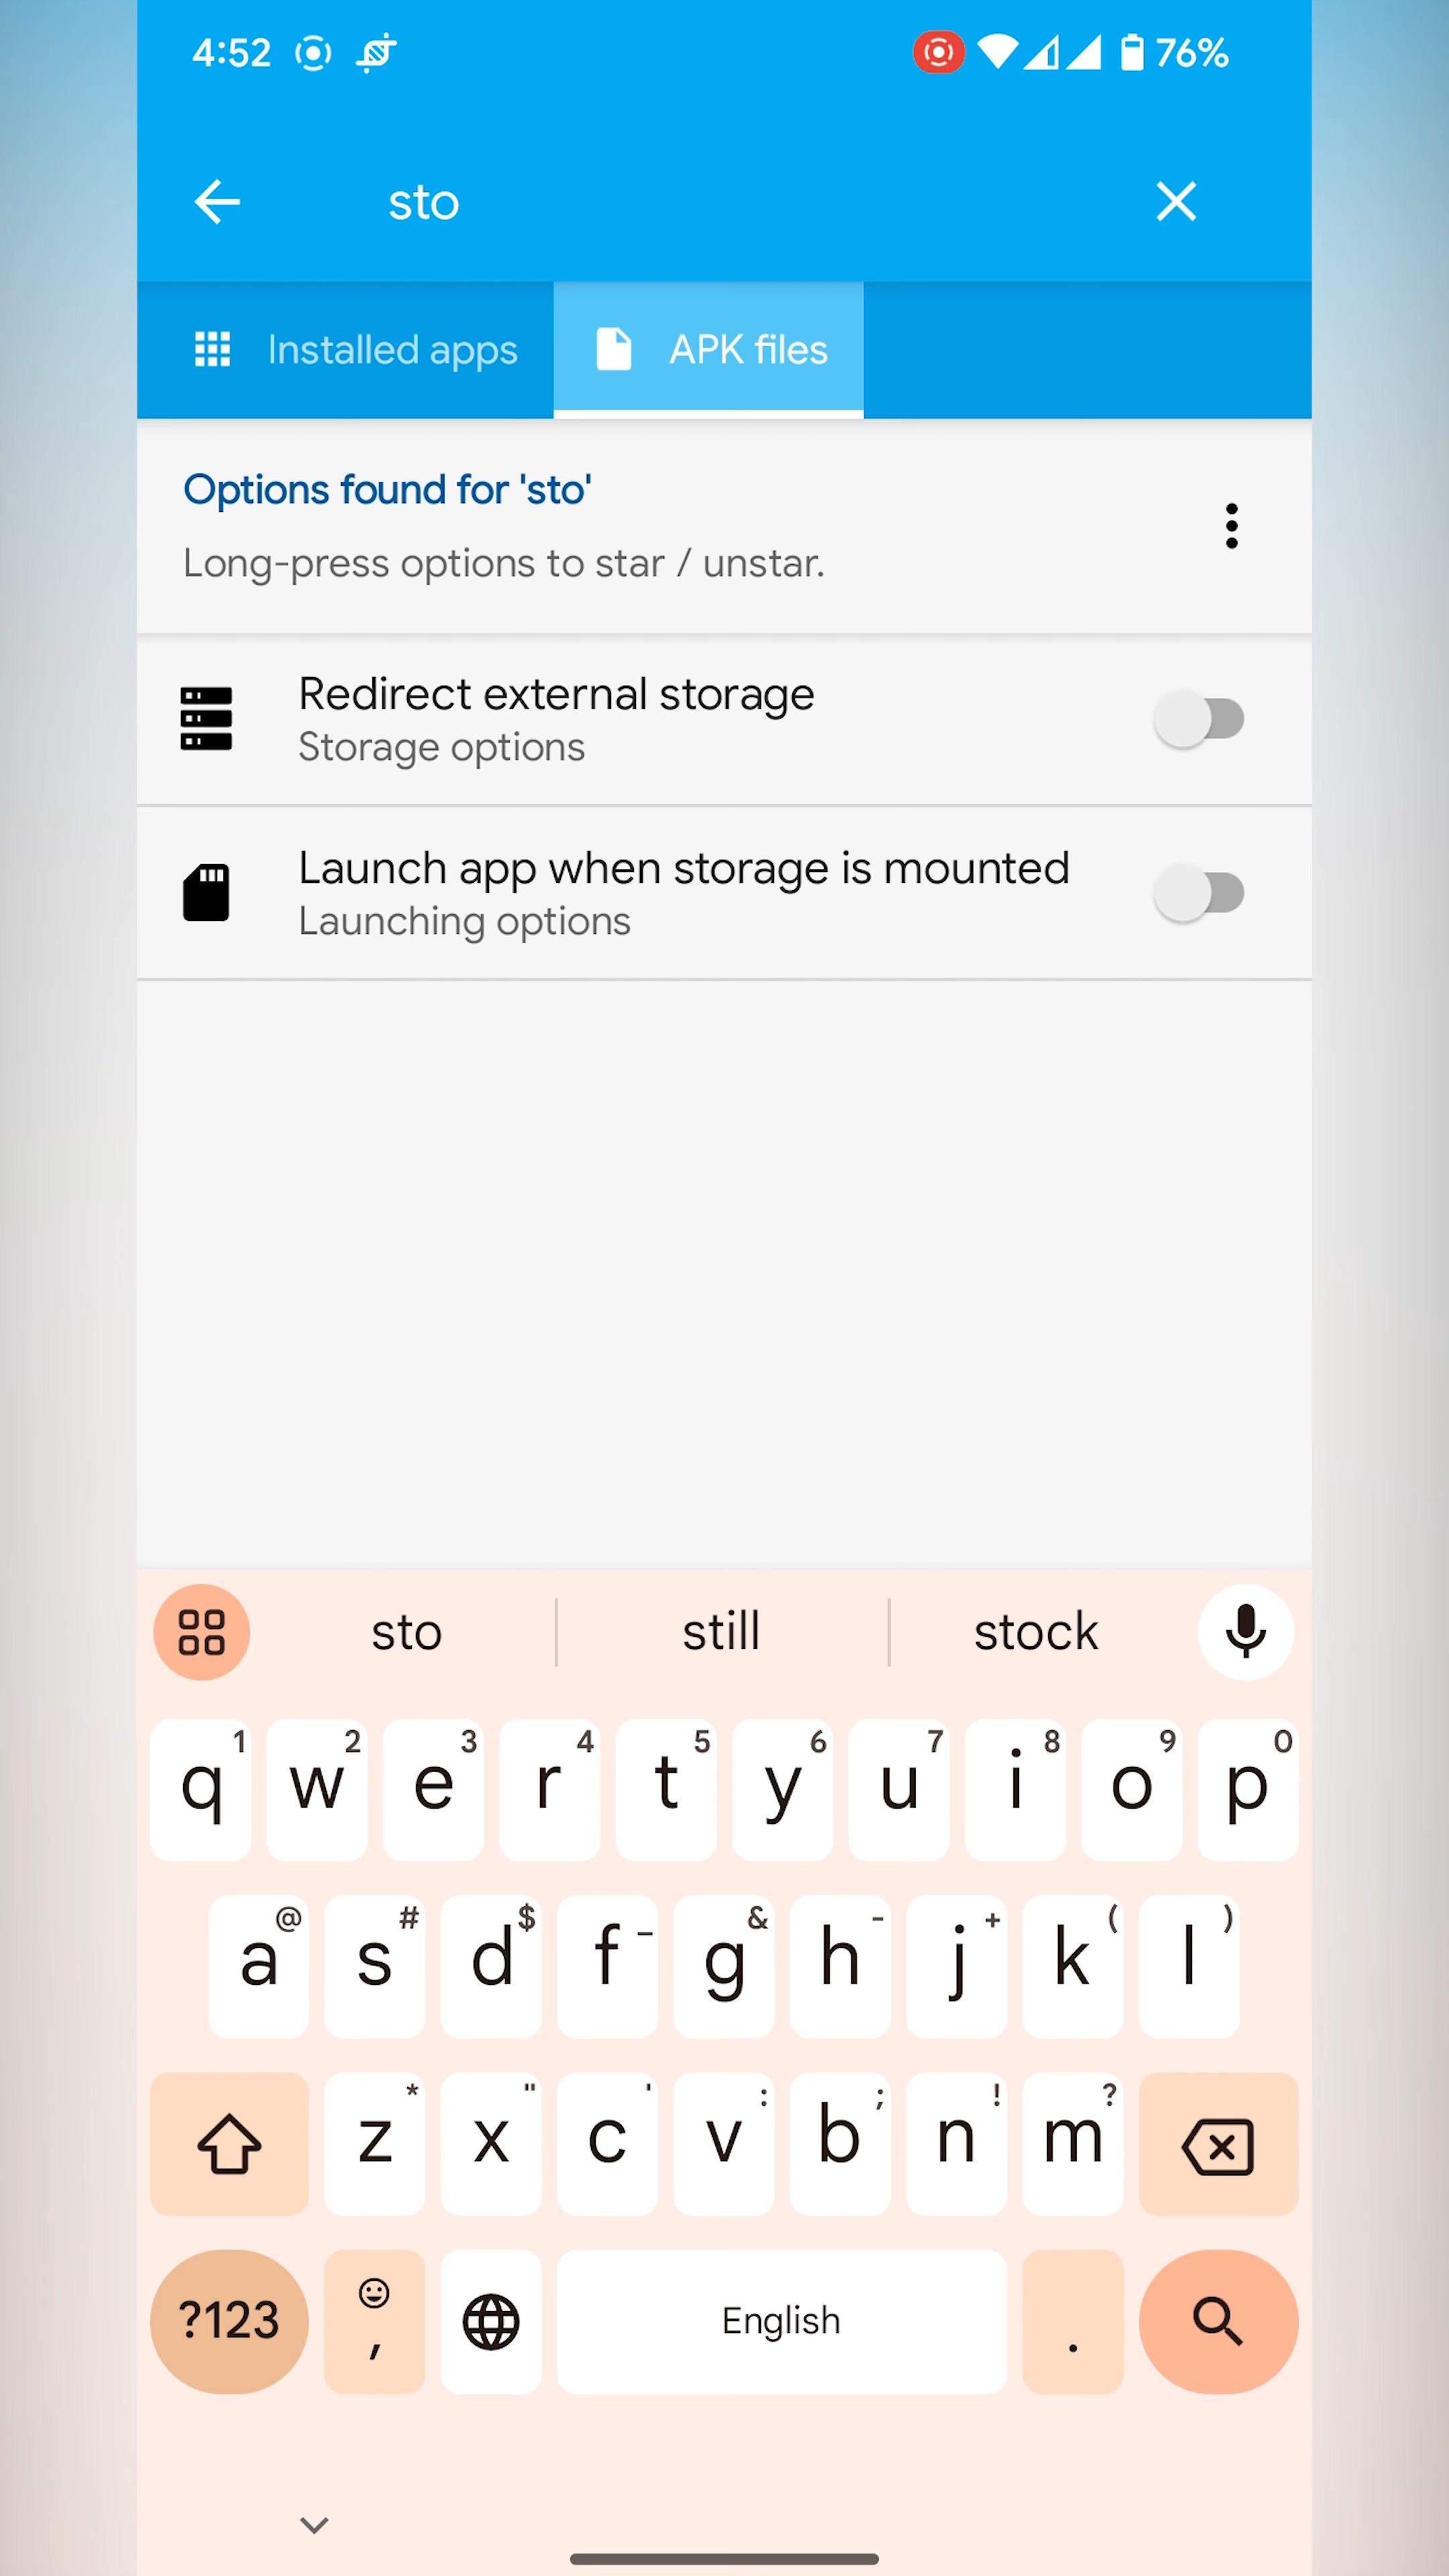 4:52 76%
sto
Installed apps APK files
Options found for 'sto'
Long-press options to star / unstar.
Redirect external storage
Storage options
Launch app when storage is mounted
Launching options
sto still stock
1 2 3 4 5 6 7 8 9 0
q w e r t y u i o p
@ # $ _ & - + ( )
a s d f g h j k l
* " ' : ; ! ?
z x c v b n m
?123 , English .